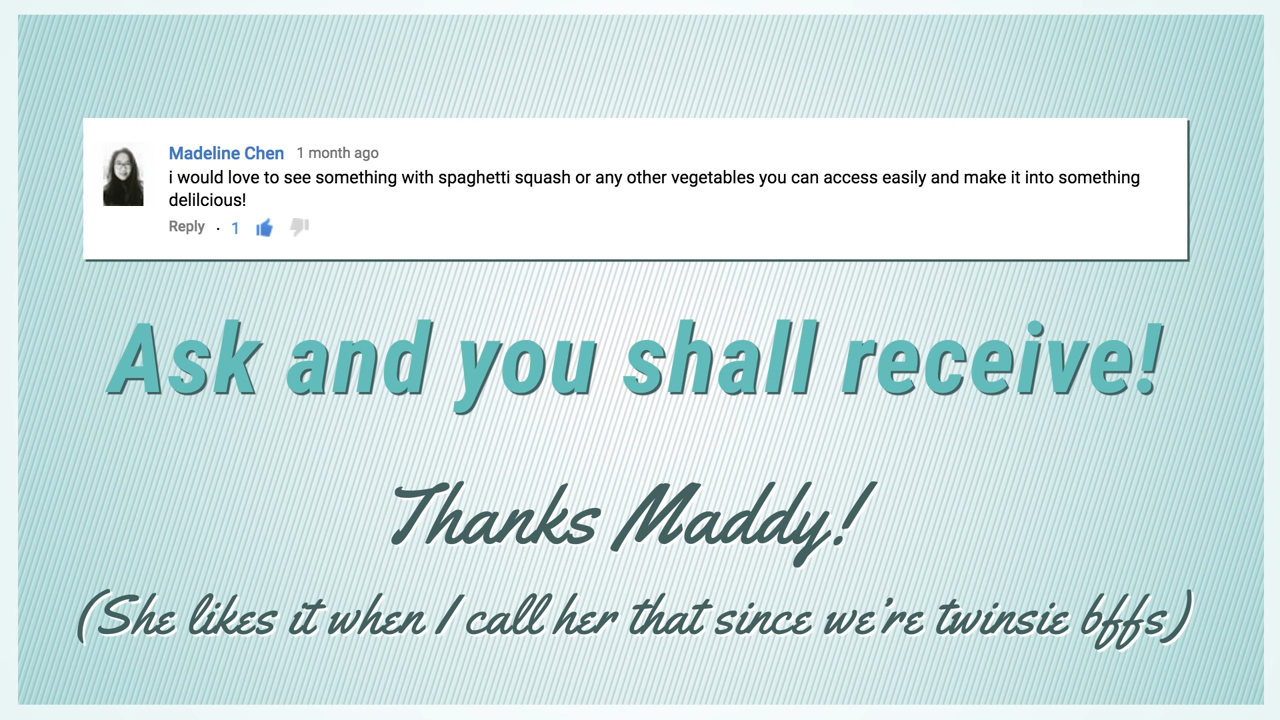 Madeline Chen 1 month ago
i would love to see something with spaghetti squash or any other vegetables you can access easily and make it into something
delilcious!
Reply · 1
Ask and you shall receive!
Thanks Maddy!
(She likes it when I call her that since we're twinsie bffs)